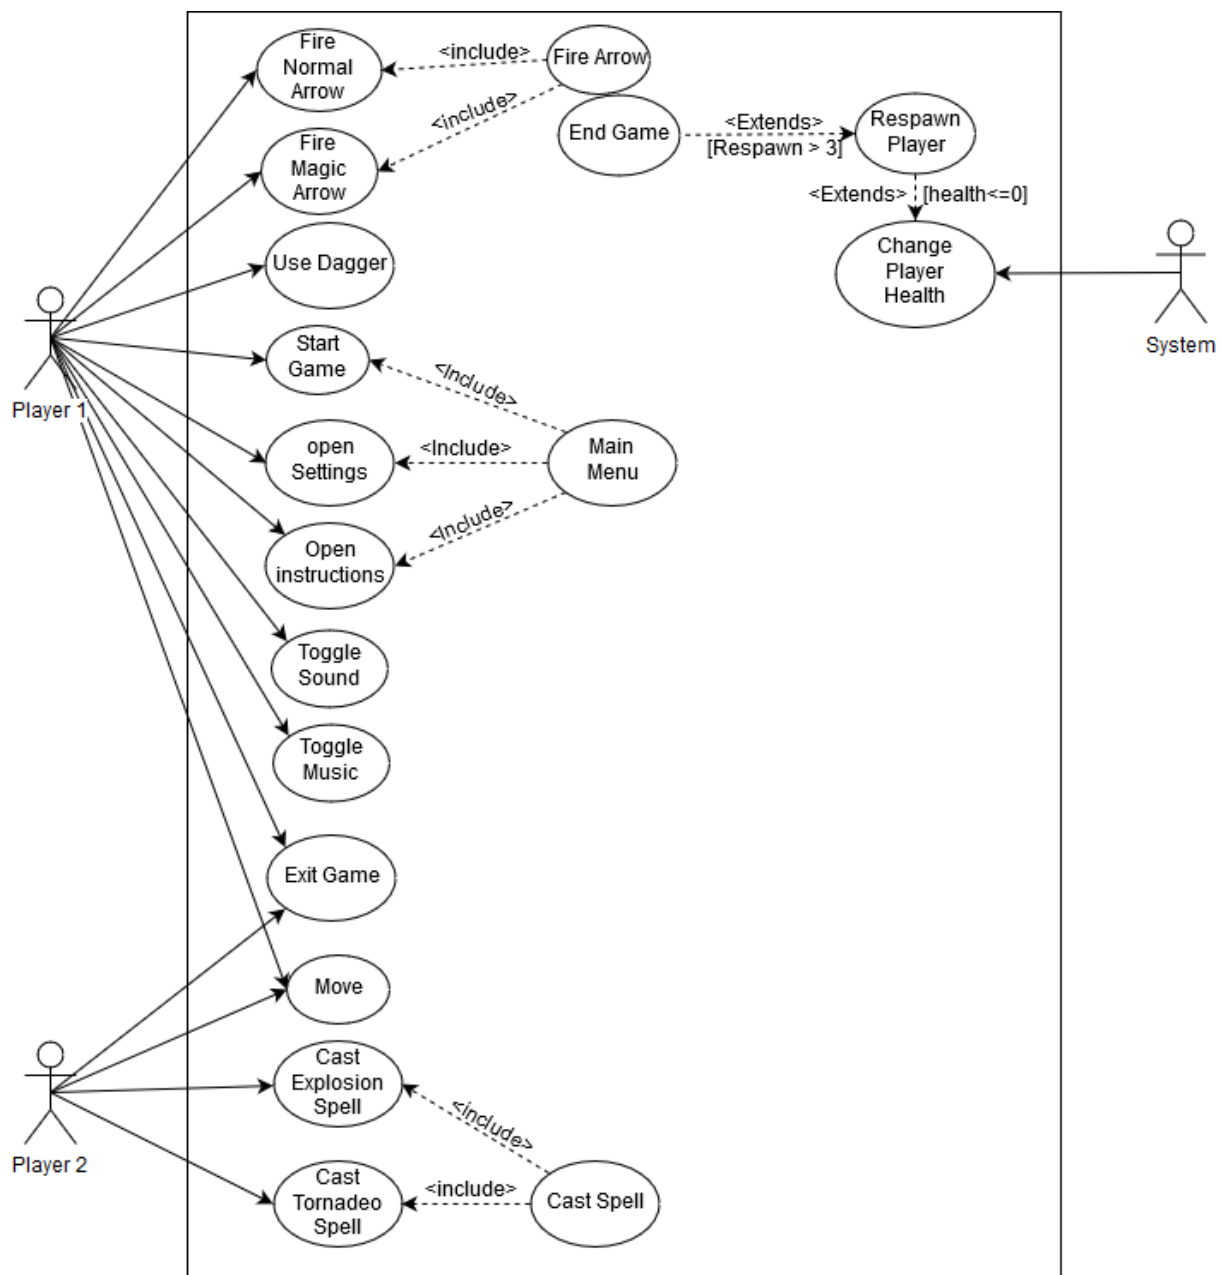 Fire
Normal
Arrow
<include>
Fire Arrow
<include>
End Game
<Extends>
[Respawn > 3]
Respawn
Player
Fire
Magic
Arrow
<Extends>
[health<=0]
Change
Player
Health
Use Dagger
System
Start
Game
Player 1
<Include>
open
Settings
<Include>
Main
Menu
<Include>
Open
instructions
Toggle
Sound
Toggle
Music
Exit Game
Move
Cast
Explosion
Spell
<include>
Player 2
Cast
Tornadeo
Spell
<include>
Cast Spell